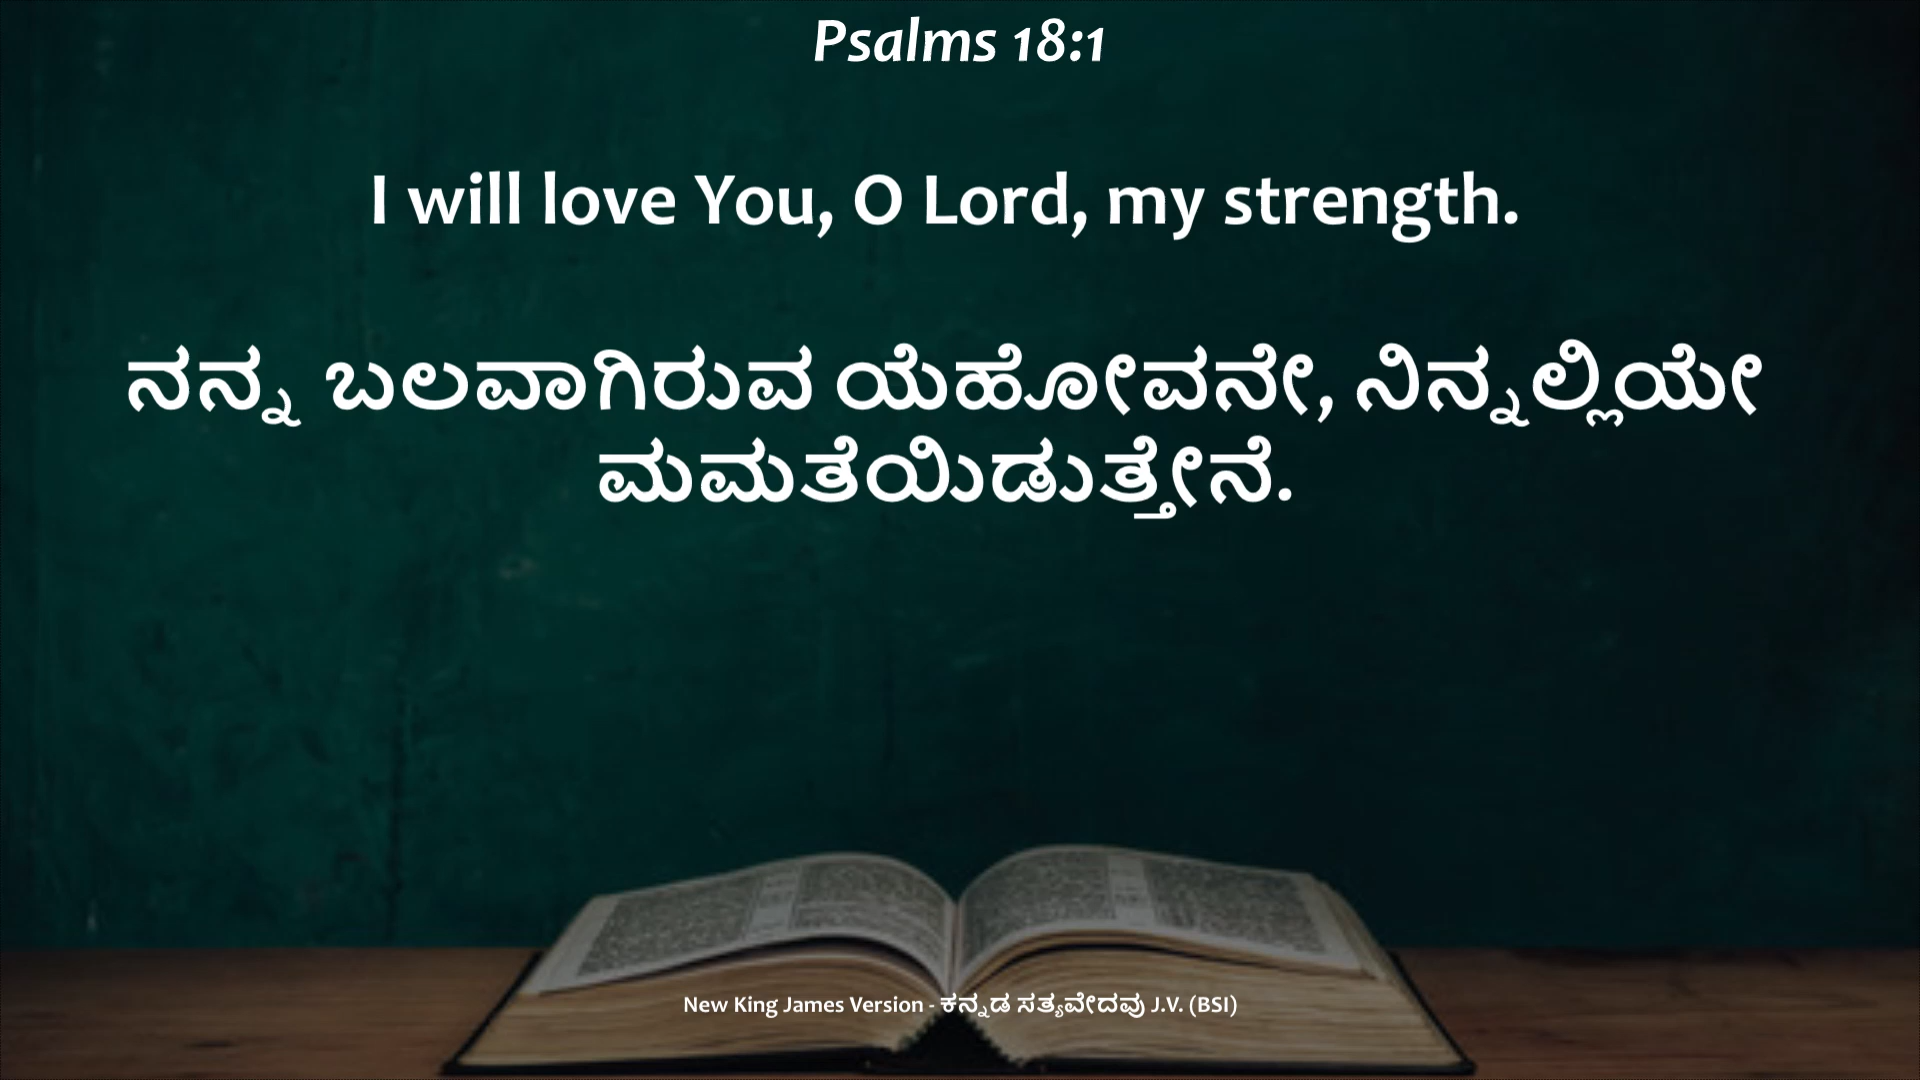 Psalms 18:1
I will love You, O Lord, my strength.
ನನ್ನ ಬಲವಾಗಿರುವ ಯೆಹೋವನೇ, ನಿನ್ನಲ್ಲಿಯೇ
ಮಮತೆಯಿಡುತ್ತೇನೆ.
New King James Version - ಕನ್ನಡ ಸತ್ಯವೇದವು J.V. (BSI)